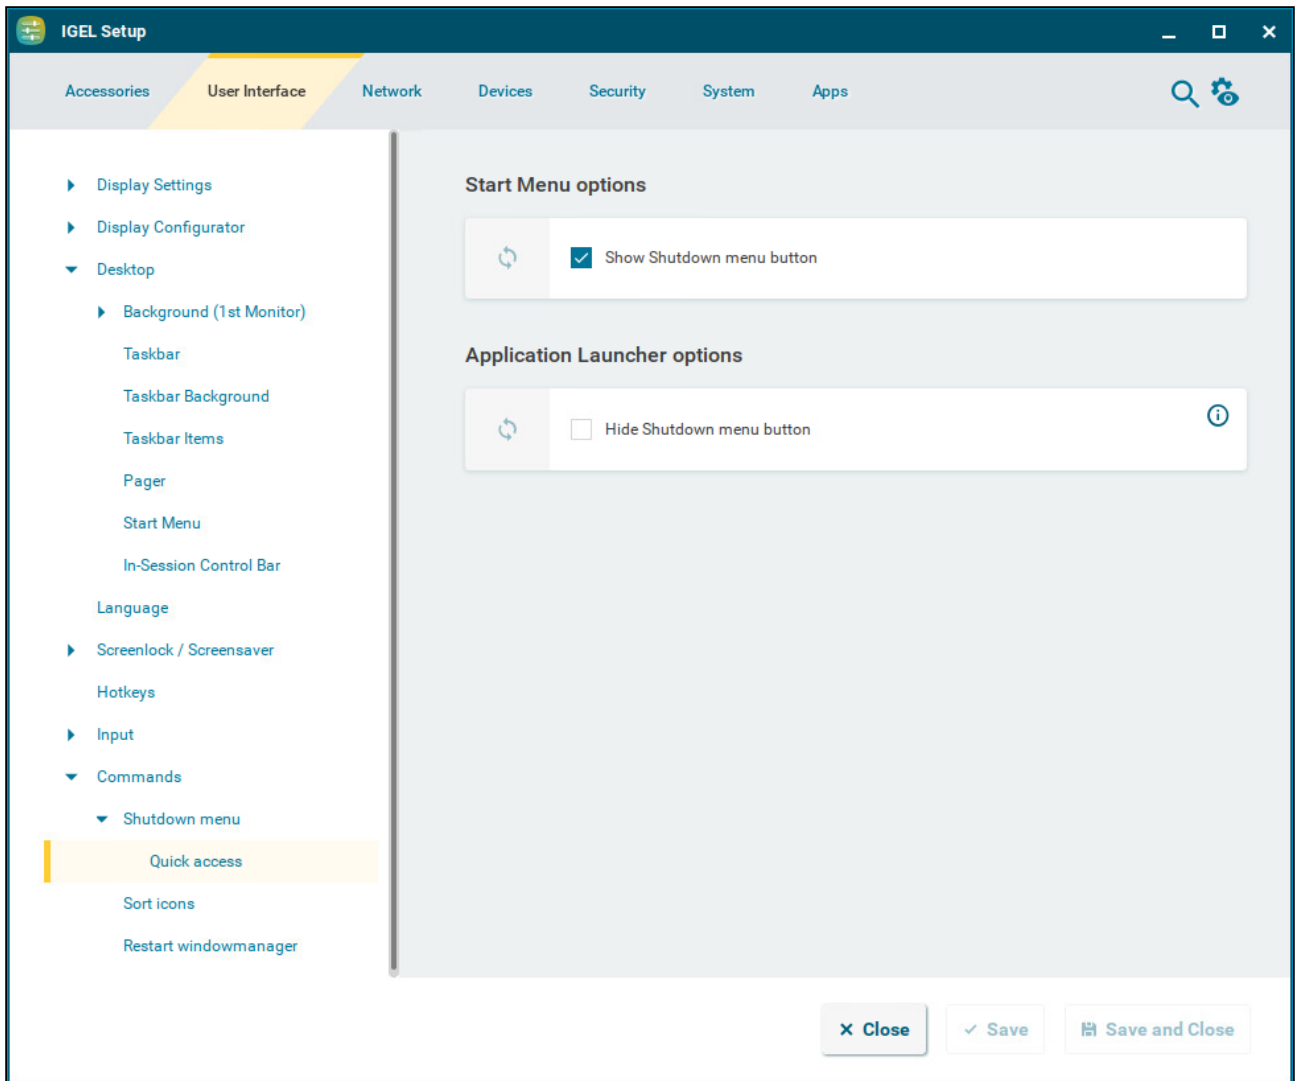 IGEL Setup
Accessories User Interface Network Devices Security System Apps
Display Settings
Display Configurator
Desktop
Background (1st Monitor)
Taskbar
Taskbar Background
Taskbar Items
Pager
Start Menu
In-Session Control Bar
Language
Screenlock / Screensaver
Hotkeys
Input
Commands
Shutdown menu
Quick access
Sort icons
Restart windowmanager
Start Menu options
Show Shutdown menu button
Application Launcher options
Hide Shutdown menu button
Close Save Save and Close